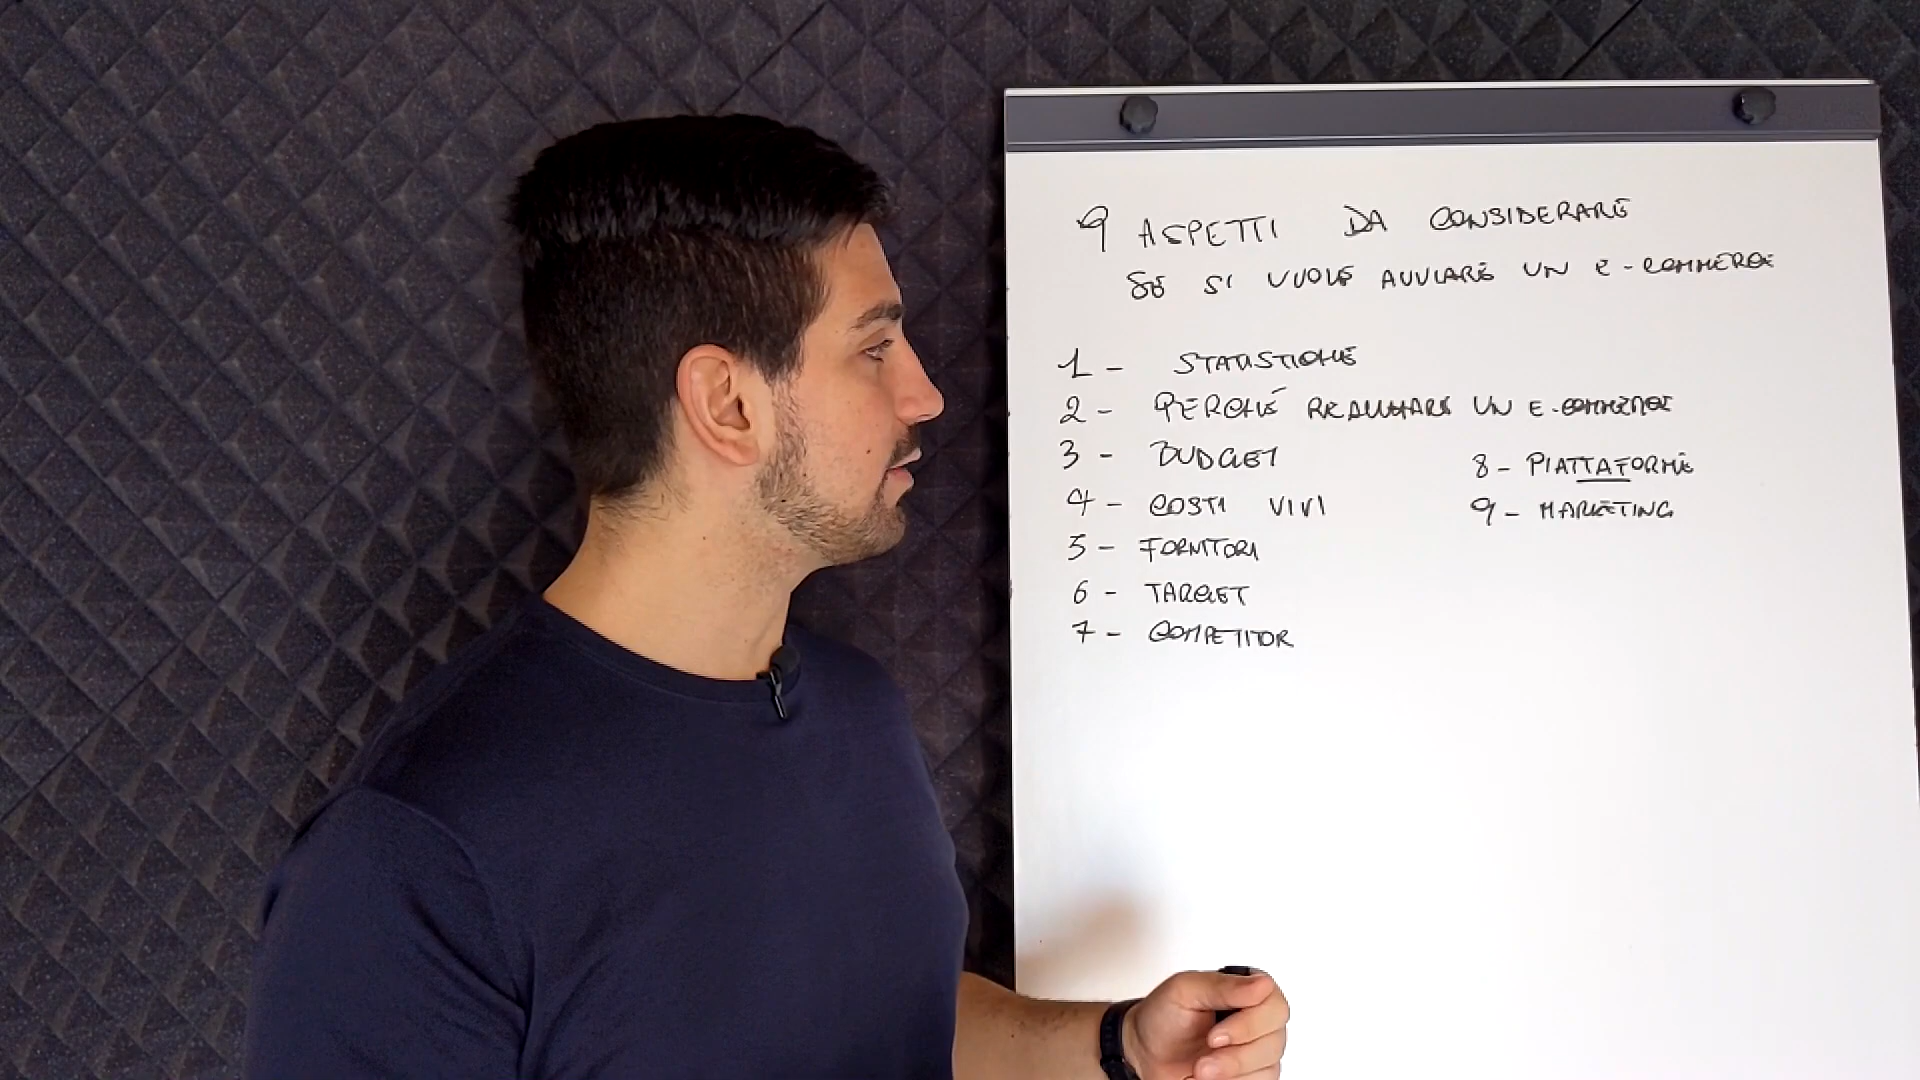 9 ASPETTI DA CONSIDERARE
SE SI VUOLE AVVIARE UN E-COMMERCE
1 - STATISTICHE
2 - PERCHÉ REALIZZARE UN E-COMMERCE
3 - BUDGET
4 - COSTI VIVI
5 - FORNITORI
6 - TARGET
7 - COMPETITOR
8 - PIATTAFORME
9 - MARKETING